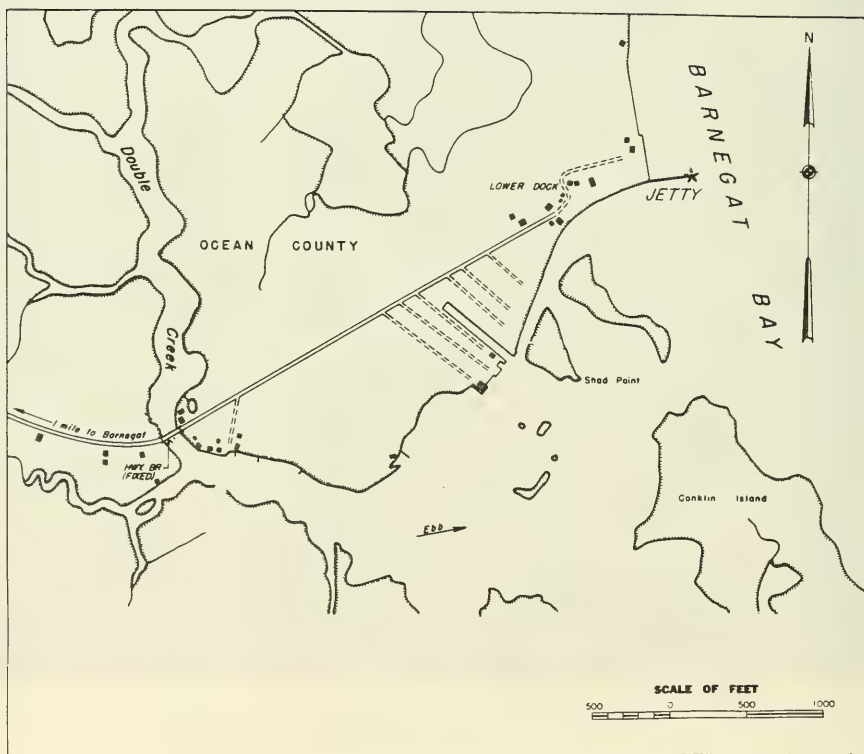 N
BARNEGAT
BAY
JETTY
LOWER DOCK
Double
Creek
OCEAN COUNTY
Shad Point
1 mile to Barnegat
HWY. BR.
(FIXED)
Conklin Island
Ebb
SCALE OF FEET
500 0 500 1000